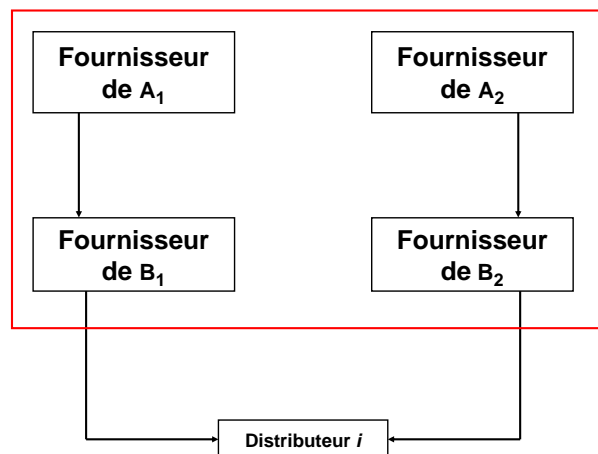 Fournisseur
de A1
Fournisseur
de A2
Fournisseur
de B1
Fournisseur
de B2
Distributeur i